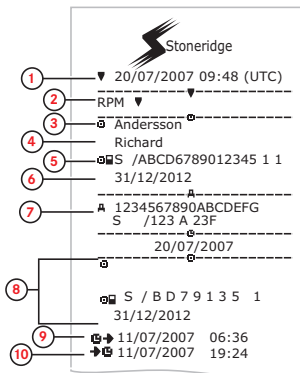 Stoneridge
1 20/07/2007 09:48 (UTC)
2 RPM
3 Andersson
4 Richard
5 S /ABCD6789012345 1 1
6 31/12/2012
7 1234567890ABCDEFG
S /123 A 23F
20/07/2007
8
S / B D 7 9 1 3 5 1
31/12/2012
9 11/07/2007 06:36
10 11/07/2007 19:24